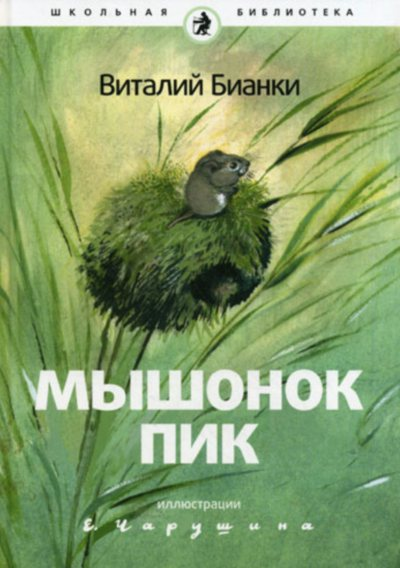 ШКОЛЬНАЯ БИБЛИОТЕКА
Виталий Бианки
МЫШОНОК
ПИК
иллюстрации
Е. Чарушина